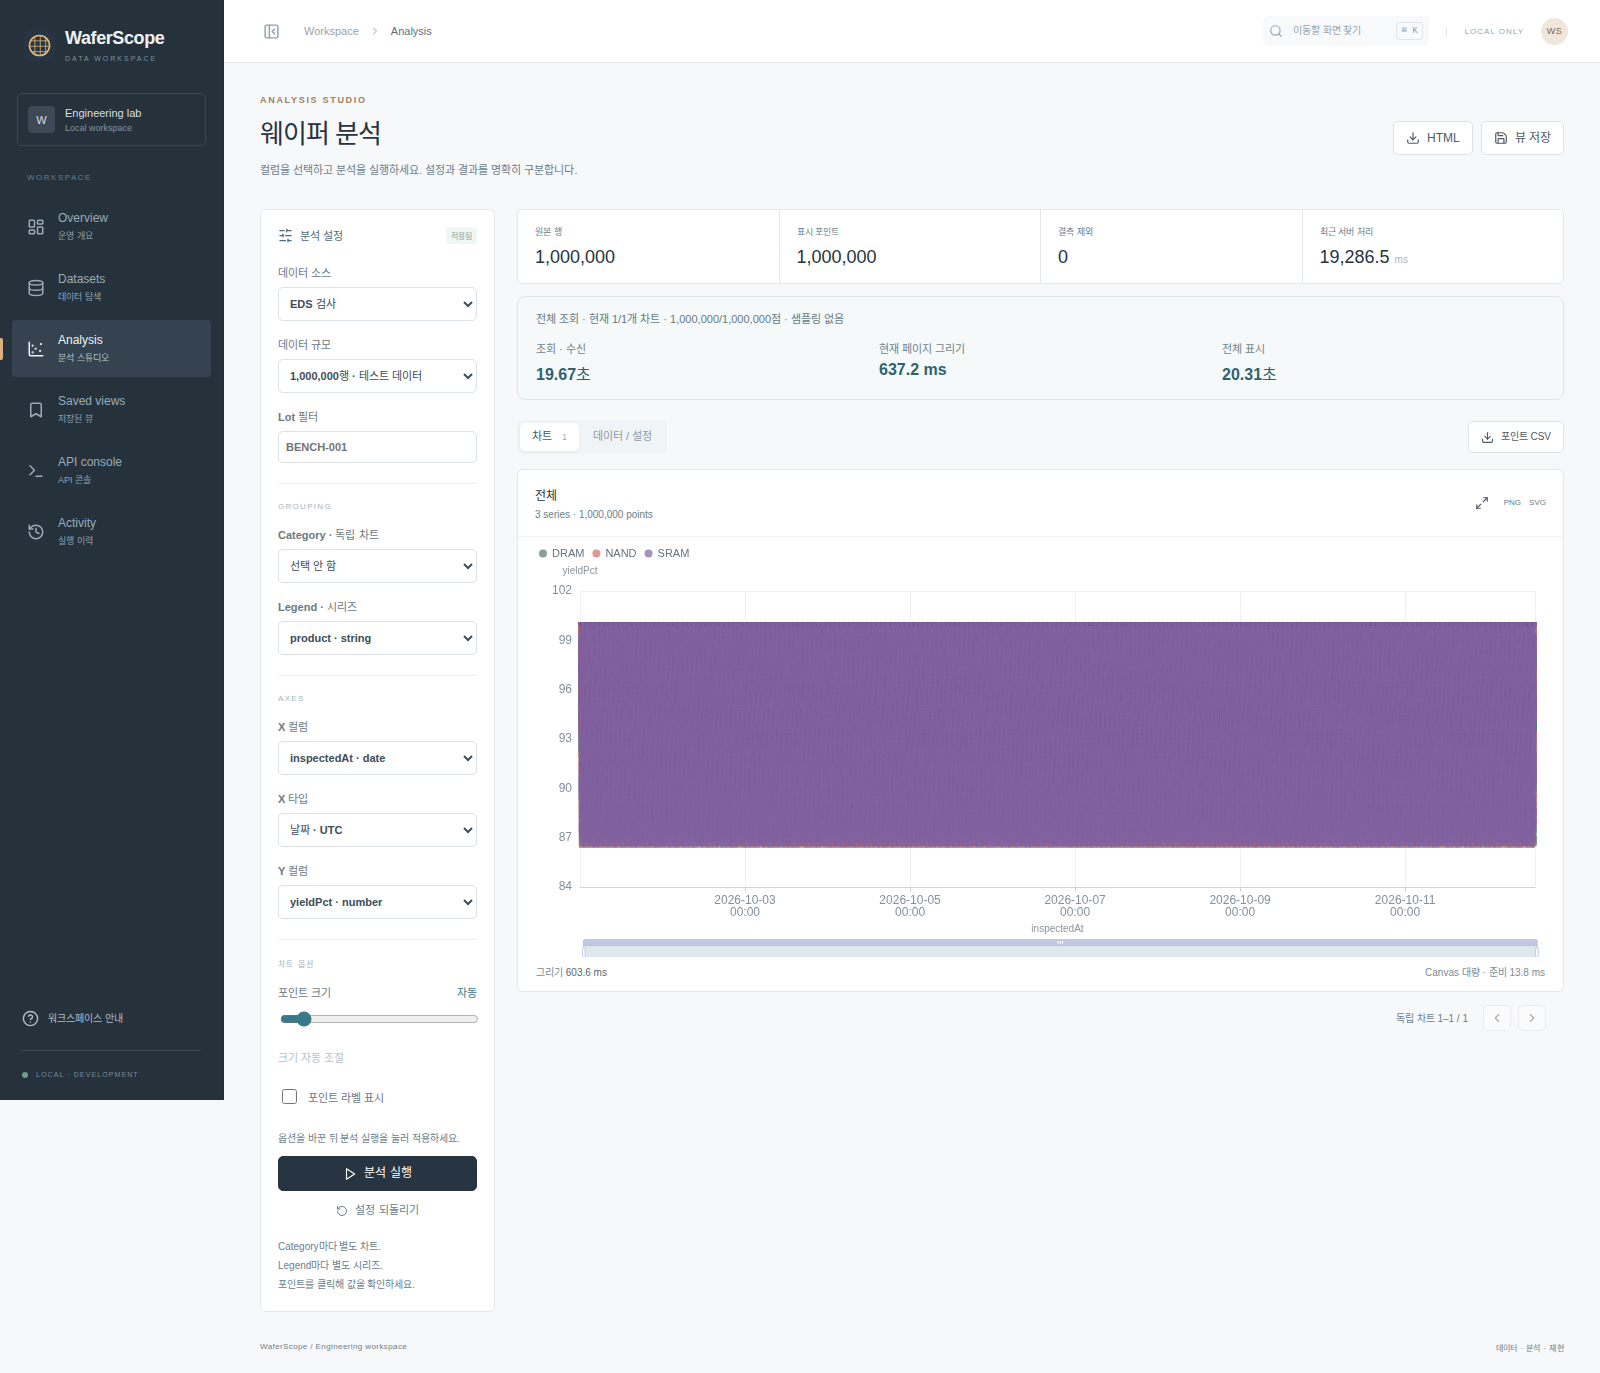 WaferScope
DATA WORKSPACE
W
Engineering lab
Local workspace
WORKSPACE
Overview
운영 개요
Datasets
데이터 탐색
Analysis
분석 스튜디오
Saved views
저장된 뷰
API console
API 콘솔
Activity
실행 이력
워크스페이스 안내
LOCAL · DEVELOPMENT
Workspace > Analysis
이동할 화면 찾기
⌘ K
LOCAL ONLY
WS
ANALYSIS STUDIO
웨이퍼 분석
컬럼을 선택하고 분석을 실행하세요. 설정과 결과를 명확히 구분합니다.
HTML
뷰 저장
분석 설정
적용됨
데이터 소스
EDS 검사
데이터 규모
1,000,000행 · 테스트 데이터
Lot 필터
BENCH-001
GROUPING
Category · 독립 차트
선택 안 함
Legend · 시리즈
product · string
AXES
X 컬럼
inspectedAt · date
X 타입
날짜 · UTC
Y 컬럼
yieldPct · number
차트 옵션
포인트 크기
자동
크기 자동 조절
포인트 라벨 표시
옵션을 바꾼 뒤 분석 실행을 눌러 적용하세요.
분석 실행
설정 되돌리기
Category마다 별도 차트.
Legend마다 별도 시리즈.
포인트를 클릭해 값을 확인하세요.
원본 행
1,000,000
표시 포인트
1,000,000
결측 제외
0
최근 서버 처리
19,286.5 ms
전체 조회 · 현재 1/1개 차트 · 1,000,000/1,000,000점 · 샘플링 없음
조회 · 수신
19.67초
현재 페이지 그리기
637.2 ms
전체 표시
20.31초
차트 1
데이터 / 설정
포인트 CSV
전체
3 series · 1,000,000 points
PNG
SVG
DRAM NAND SRAM
yieldPct
102
99
96
93
90
87
84
2026-10-03 00:00
2026-10-05 00:00
2026-10-07 00:00
2026-10-09 00:00
2026-10-11 00:00
inspectedAt
그리기 603.6 ms
Canvas 대량 · 준비 13.8 ms
독립 차트 1–1 / 1
WaferScope / Engineering workspace
데이터 · 분석 · 재현